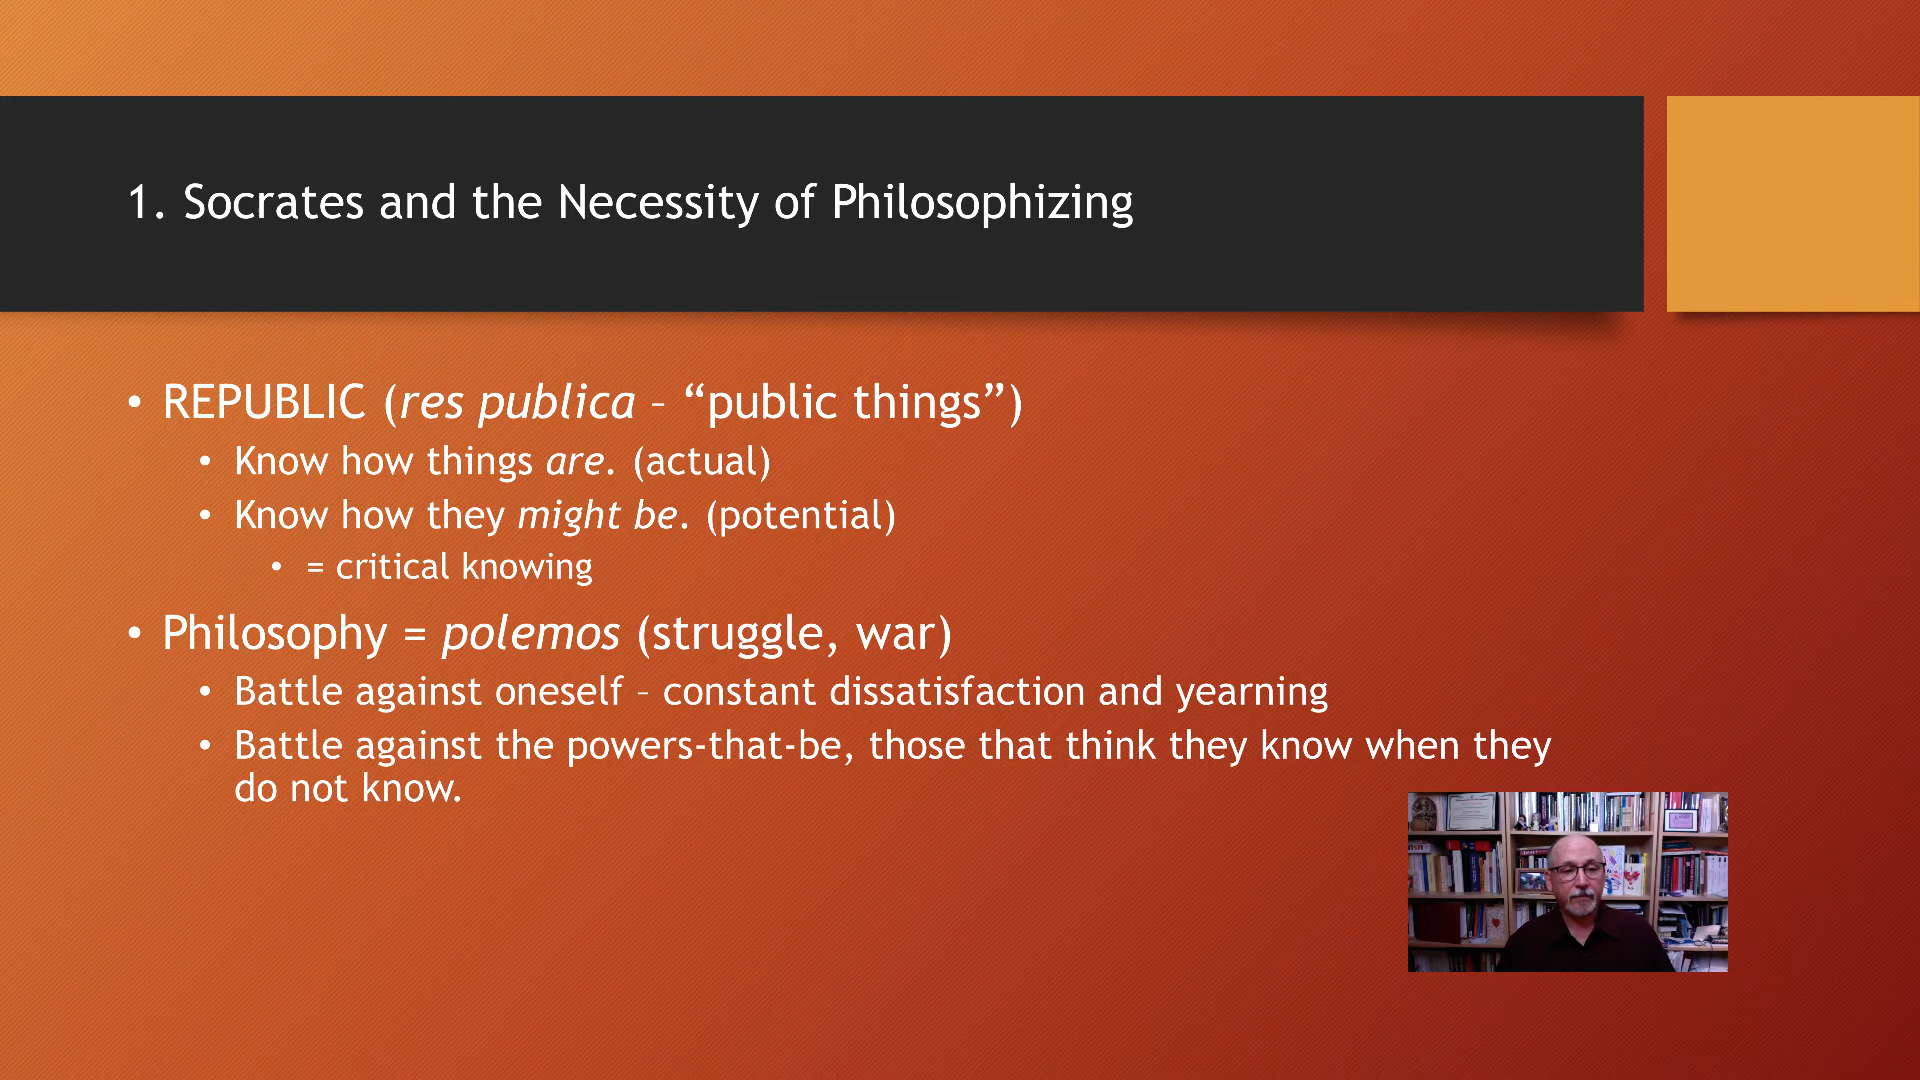 1. Socrates and the Necessity of Philosophizing
• REPUBLIC (res publica – “public things”)
• Know how things are. (actual)
• Know how they might be. (potential)
• = critical knowing
• Philosophy = polemos (struggle, war)
• Battle against oneself – constant dissatisfaction and yearning
• Battle against the powers-that-be, those that think they know when they
do not know.